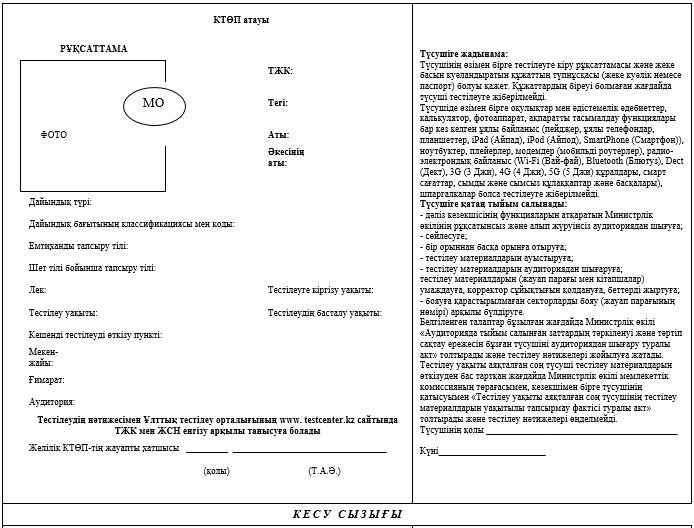 КТӨП атауы
РҰҚСАТТАМА
МО
ФОТО
ТЖК:
Тегі:
Аты:
Әкесінің
аты:
Дайындық түрі:
Дайындық бағытының классификациясы мен коды:
Емтиханды тапсыру тілі:
Шет тілі бойынша тапсыру тілі:
Лек: Тестілеуге кіргізу уақыты:
Тестілеу уақыты: Тестілеудің басталу уақыты:
Кешенді тестілеуді өткізу пункті:
Мекен-
жайы:
Ғимарат:
Аудитория:
Тестілеудің нәтижесімен Ұлттық тестілеу орталығының www. testcenter.kz сайтында
ТЖК мен ЖСН енгізу арқылы танысуға болады
Желілік КТӨП-тің жауапты хатшысы ________ ______________________________
(қолы) (Т.А.Ә.)
Түсушіге жадынама:
Түсушінің өзімен бірге тестілеуге кіру рұқсаттамасы және жеке
басын куәландыратын құжаттың түпнұсқасы (жеке куәлік немесе
паспорт) болуы қажет. Құжаттардың біреуі болмаған жағдайда
түсуші тестілеуге жіберілмейді.
Түсушіде өзімен бірге оқулықтар мен әдістемелік әдебиеттер,
калькулятор, фотоаппарат, ақпаратты тасымалдау функциялары
бар кез келген ұялы байланыс (пейджер, ұялы телефондар,
планшеттер, iPad (Айпад), iPod (Айпод), SmartPhone (Смартфон)),
ноутбуктер, плейерлер, модемдер (мобильді роутерлер), радио-
электрондық байланыс (Wi-Fi (Вай-фай), Bluetooth (Блютуз), Dect
(Дект), 3G (3 Джи), 4G (4 Джи), 5G (5 Джи) құралдары, смарт
сағаттар, сымды және сымсыз құлаққаптар және басқалары),
шпаргалкалар болса тестілеуге жіберілмейді.
Түсушіге қатаң тыйым салынады:
- дәліз кезекшісінің функцияларын атқаратын Министрлік
өкілінің рұқсатынсыз және алып жүруінсіз аудиториядан шығуға;
- сөйлесуге;
- бір орыннан басқа орынға отыруға;
- тестілеу материалдарын ауыстыруға;
- тестілеу материалдарын аудиториядан шығаруға;
тестілеу материалдарын (жауап парағы мен кітапшалар)
умаждауға, корректор сұйықтығын қолдануға, беттерді жыртуға;
- бояуға қарастырылмаған секторларды бояу (жауап парағының
нөмірі) арқылы бүлдіруге.
Белгіленген талаптар бұзылған жағдайда Министрлік өкілі
«Аудиторияда тыйым салынған заттардың тәркіленуі және тәртіп
сақтау ережесін бұзған түсушіні аудиториядан шығару туралы
акт» толтырады және тестілеу нәтижелері жойылуға жатады.
Тестілеу уақыты аяқталған соң түсуші тестілеу материалдарын
өткізуден бас тартқан жағдайда Министрлік өкілі мемлекеттік
комиссияның төрағасымен, кезекшімен бірге түсушінің
қатысуымен «Тестілеу уақыты аяқталған соң түсушінің тестілеу
материалдарын уақытылы тапсырмау фактісі туралы акт»
толтырады және тестілеу нәтижелері өңделмейді.
Түсушінің қолы ______________________________________
Күні______________________
КЕСУ СЫЗЫҒЫ